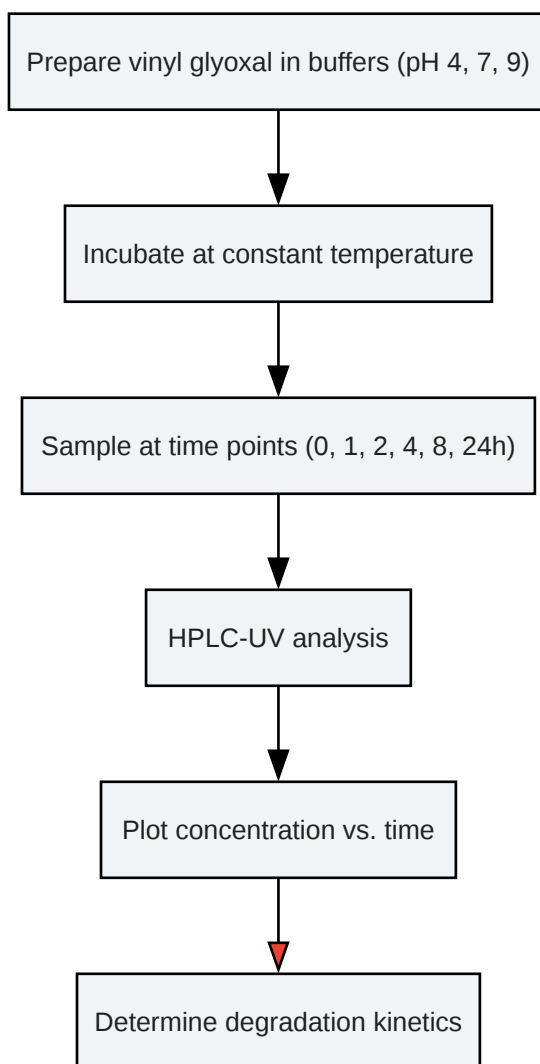 Prepare vinyl glyoxal in buffers (pH 4, 7, 9)
Incubate at constant temperature
Sample at time points (0, 1, 2, 4, 8, 24h)
HPLC-UV analysis
Plot concentration vs. time
Determine degradation kinetics